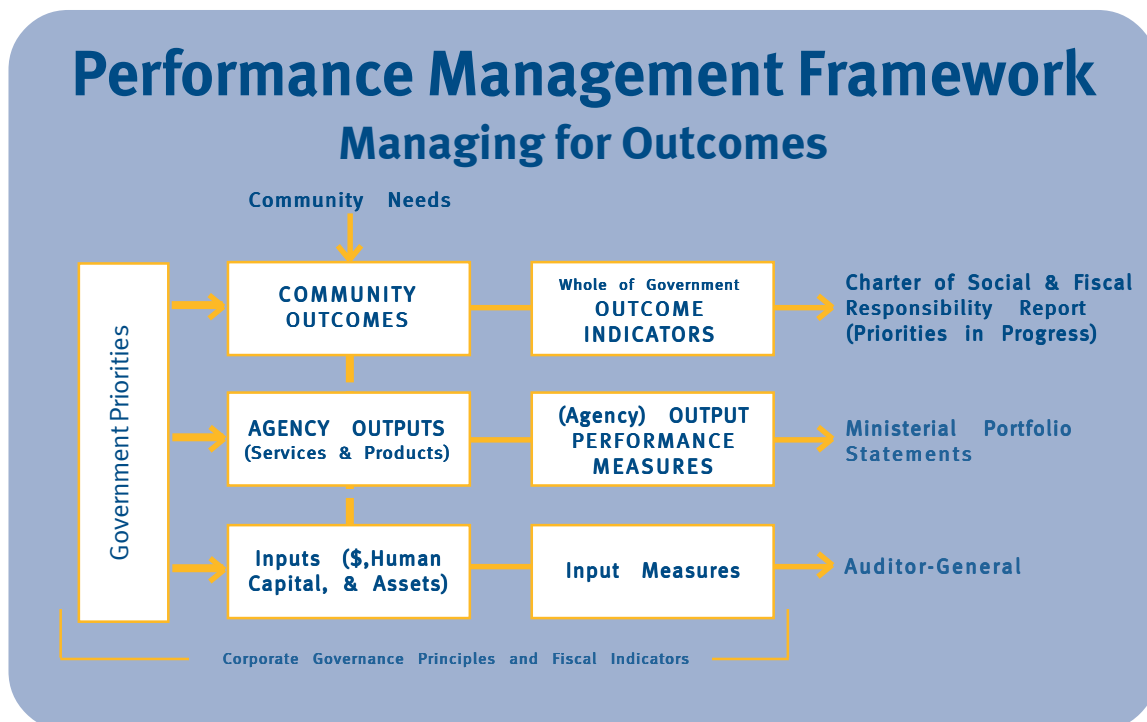 Performance Management Framework
Managing for Outcomes
Community Needs
Government Priorities
COMMUNITY
OUTCOMES
Whole of Government
OUTCOME
INDICATORS
Charter of Social & Fiscal
Responsibility Report
(Priorities in Progress)
AGENCY OUTPUTS
(Services & Products)
(Agency) OUTPUT
PERFORMANCE
MEASURES
Ministerial Portfolio
Statements
Inputs ($,Human
Capital, & Assets)
Input Measures
Auditor-General
Corporate Governance Principles and Fiscal Indicators